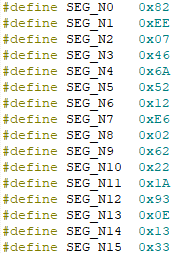 #define SEG_N0 0x82
#define SEG_N1 0xEE
#define SEG_N2 0x07
#define SEG_N3 0x46
#define SEG_N4 0x6A
#define SEG_N5 0x52
#define SEG_N6 0x12
#define SEG_N7 0xE6
#define SEG_N8 0x02
#define SEG_N9 0x62
#define SEG_N10 0x22
#define SEG_N11 0x1A
#define SEG_N12 0x93
#define SEG_N13 0x0E
#define SEG_N14 0x13
#define SEG_N15 0x33